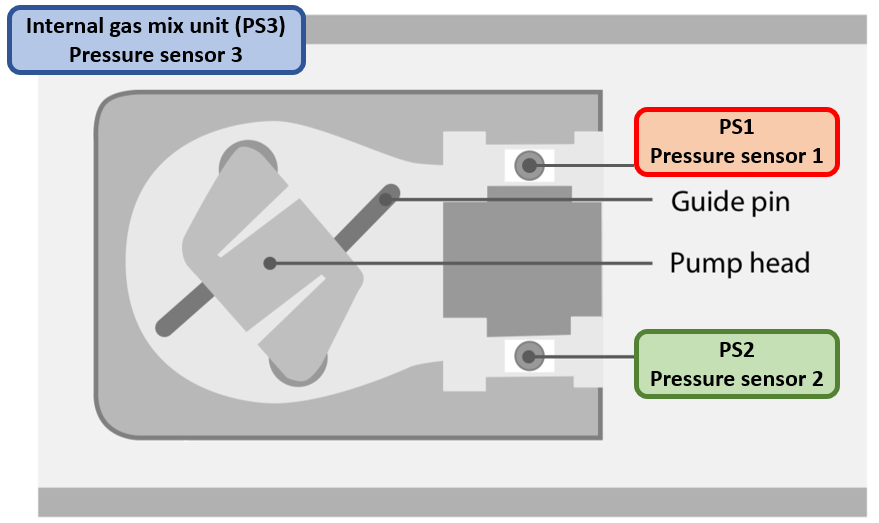 Internal gas mix unit (PS3)
Pressure sensor 3
PS1
Pressure sensor 1
Guide pin
Pump head
PS2
Pressure sensor 2